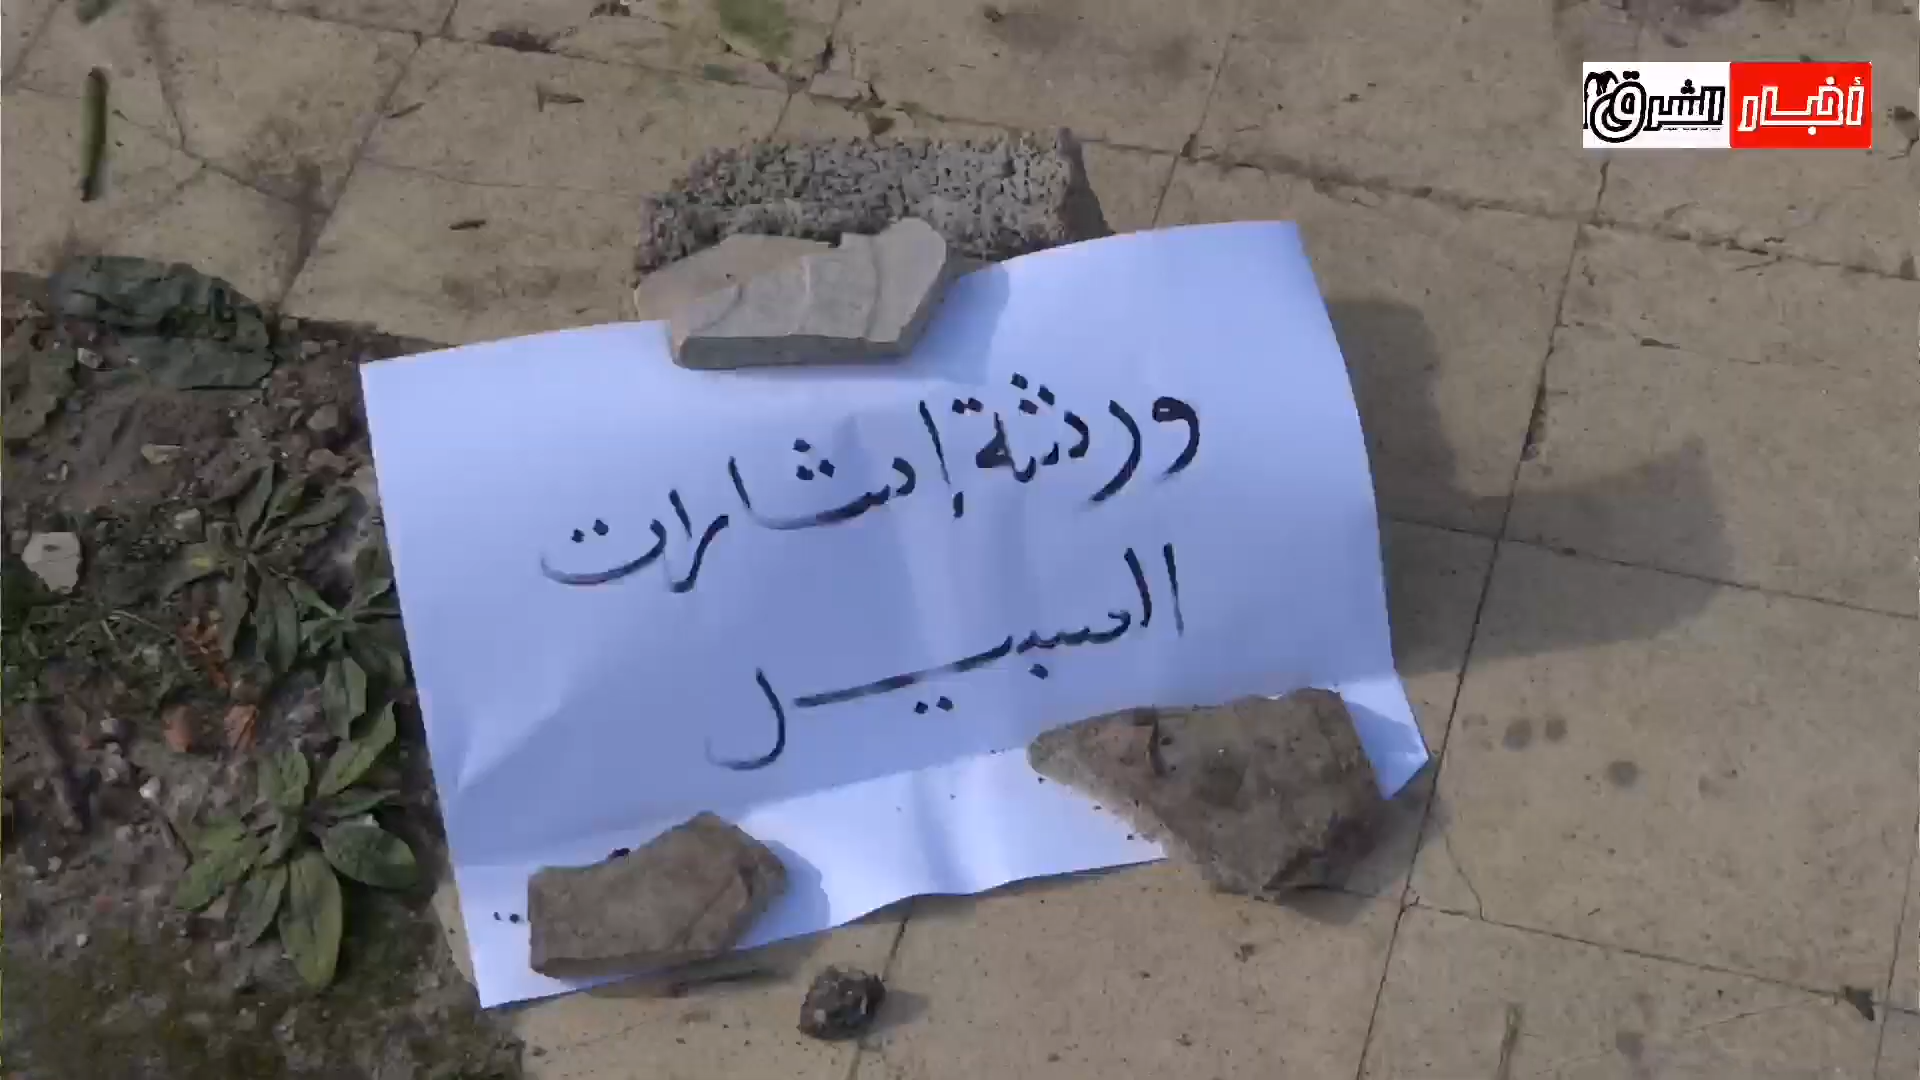 أخبار الشرق
ورشة إشارات
السبيل